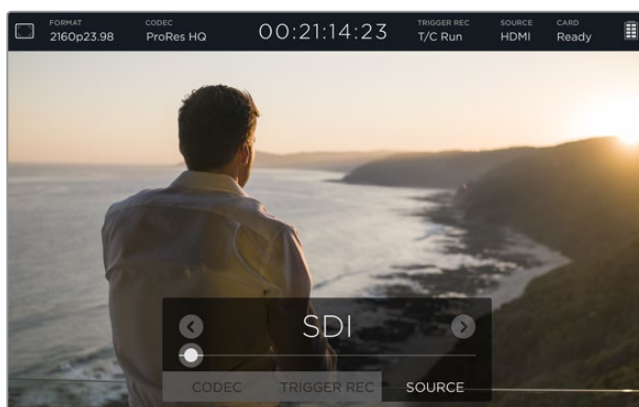 FORMAT CODEC TRIGGER REC SOURCE CARD
2160p23.98 ProRes HQ 00:21:14:23 T/C Run HDMI Ready
SDI
CODEC TRIGGER REC SOURCE